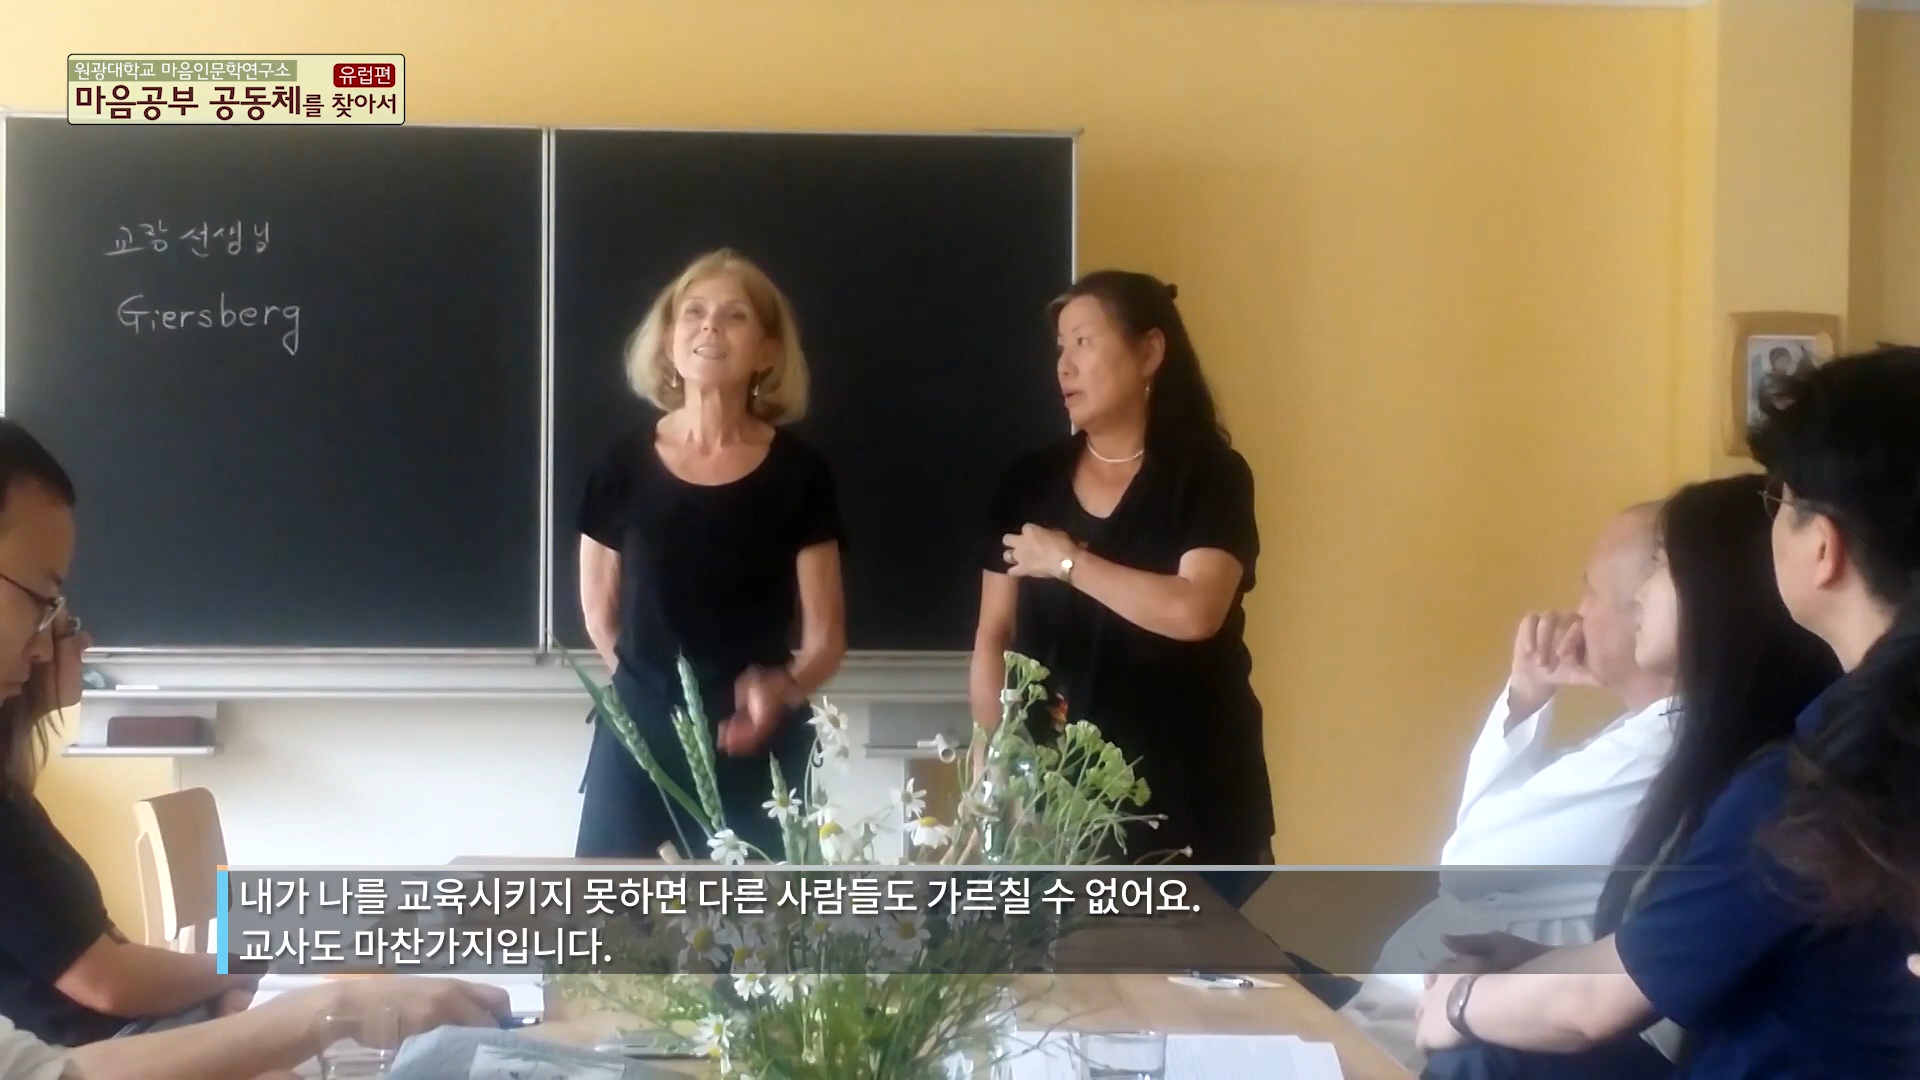 원광대학교 마음인문학연구소
유럽편
마음공부 공동체를 찾아서
교장 선생님
Giersberg
내가 나를 교육시키지 못하면 다른 사람들도 가르칠 수 없어요.
교사도 마찬가지입니다.